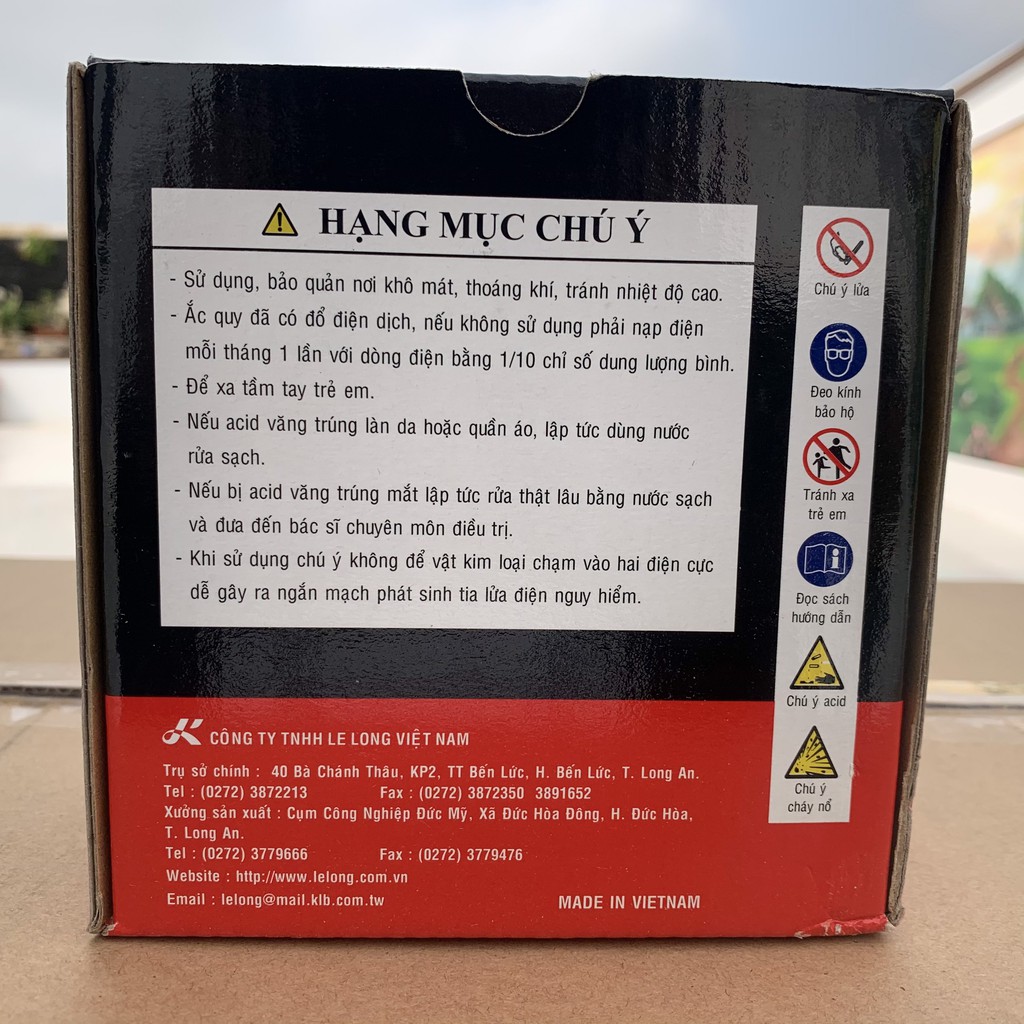 HẠNG MỤC CHÚ Ý
- Sử dụng, bảo quản nơi khô mát, thoáng khí, tránh nhiệt độ cao.
- Ắc quy đã có đổ điện dịch, nếu không sử dụng phải nạp điện
mỗi tháng 1 lần với dòng điện bằng 1/10 chỉ số dung lượng bình.
- Để xa tầm tay trẻ em.
- Nếu acid văng trúng làn da hoặc quần áo, lập tức dùng nước
rửa sạch.
- Nếu bị acid văng trúng mắt lập tức rửa thật lâu bằng nước sạch
và đưa đến bác sĩ chuyên môn điều trị.
- Khi sử dụng chú ý không để vật kim loại chạm vào hai điện cực
dễ gây ra ngắn mạch phát sinh tia lửa điện nguy hiểm.
Chú ý lửa
Đeo kính
bảo hộ
Tránh xa
trẻ em
Đọc sách
hướng dẫn
Chú ý acid
Chú ý
cháy nổ
CÔNG TY TNHH LE LONG VIỆT NAM
Trụ sở chính : 40 Bà Chánh Thâu, KP2, TT Bến Lức, H. Bến Lức, T. Long An.
Tel : (0272) 3872213 Fax : (0272) 3872350 3891652
Xưởng sản xuất : Cụm Công Nghiệp Đức Mỹ, Xã Đức Hòa Đông, H. Đức Hòa,
T. Long An.
Tel : (0272) 3779666 Fax : (0272) 3779476
Website : http://www.lelong.com.vn
Email : lelong@mail.klb.com.tw MADE IN VIETNAM